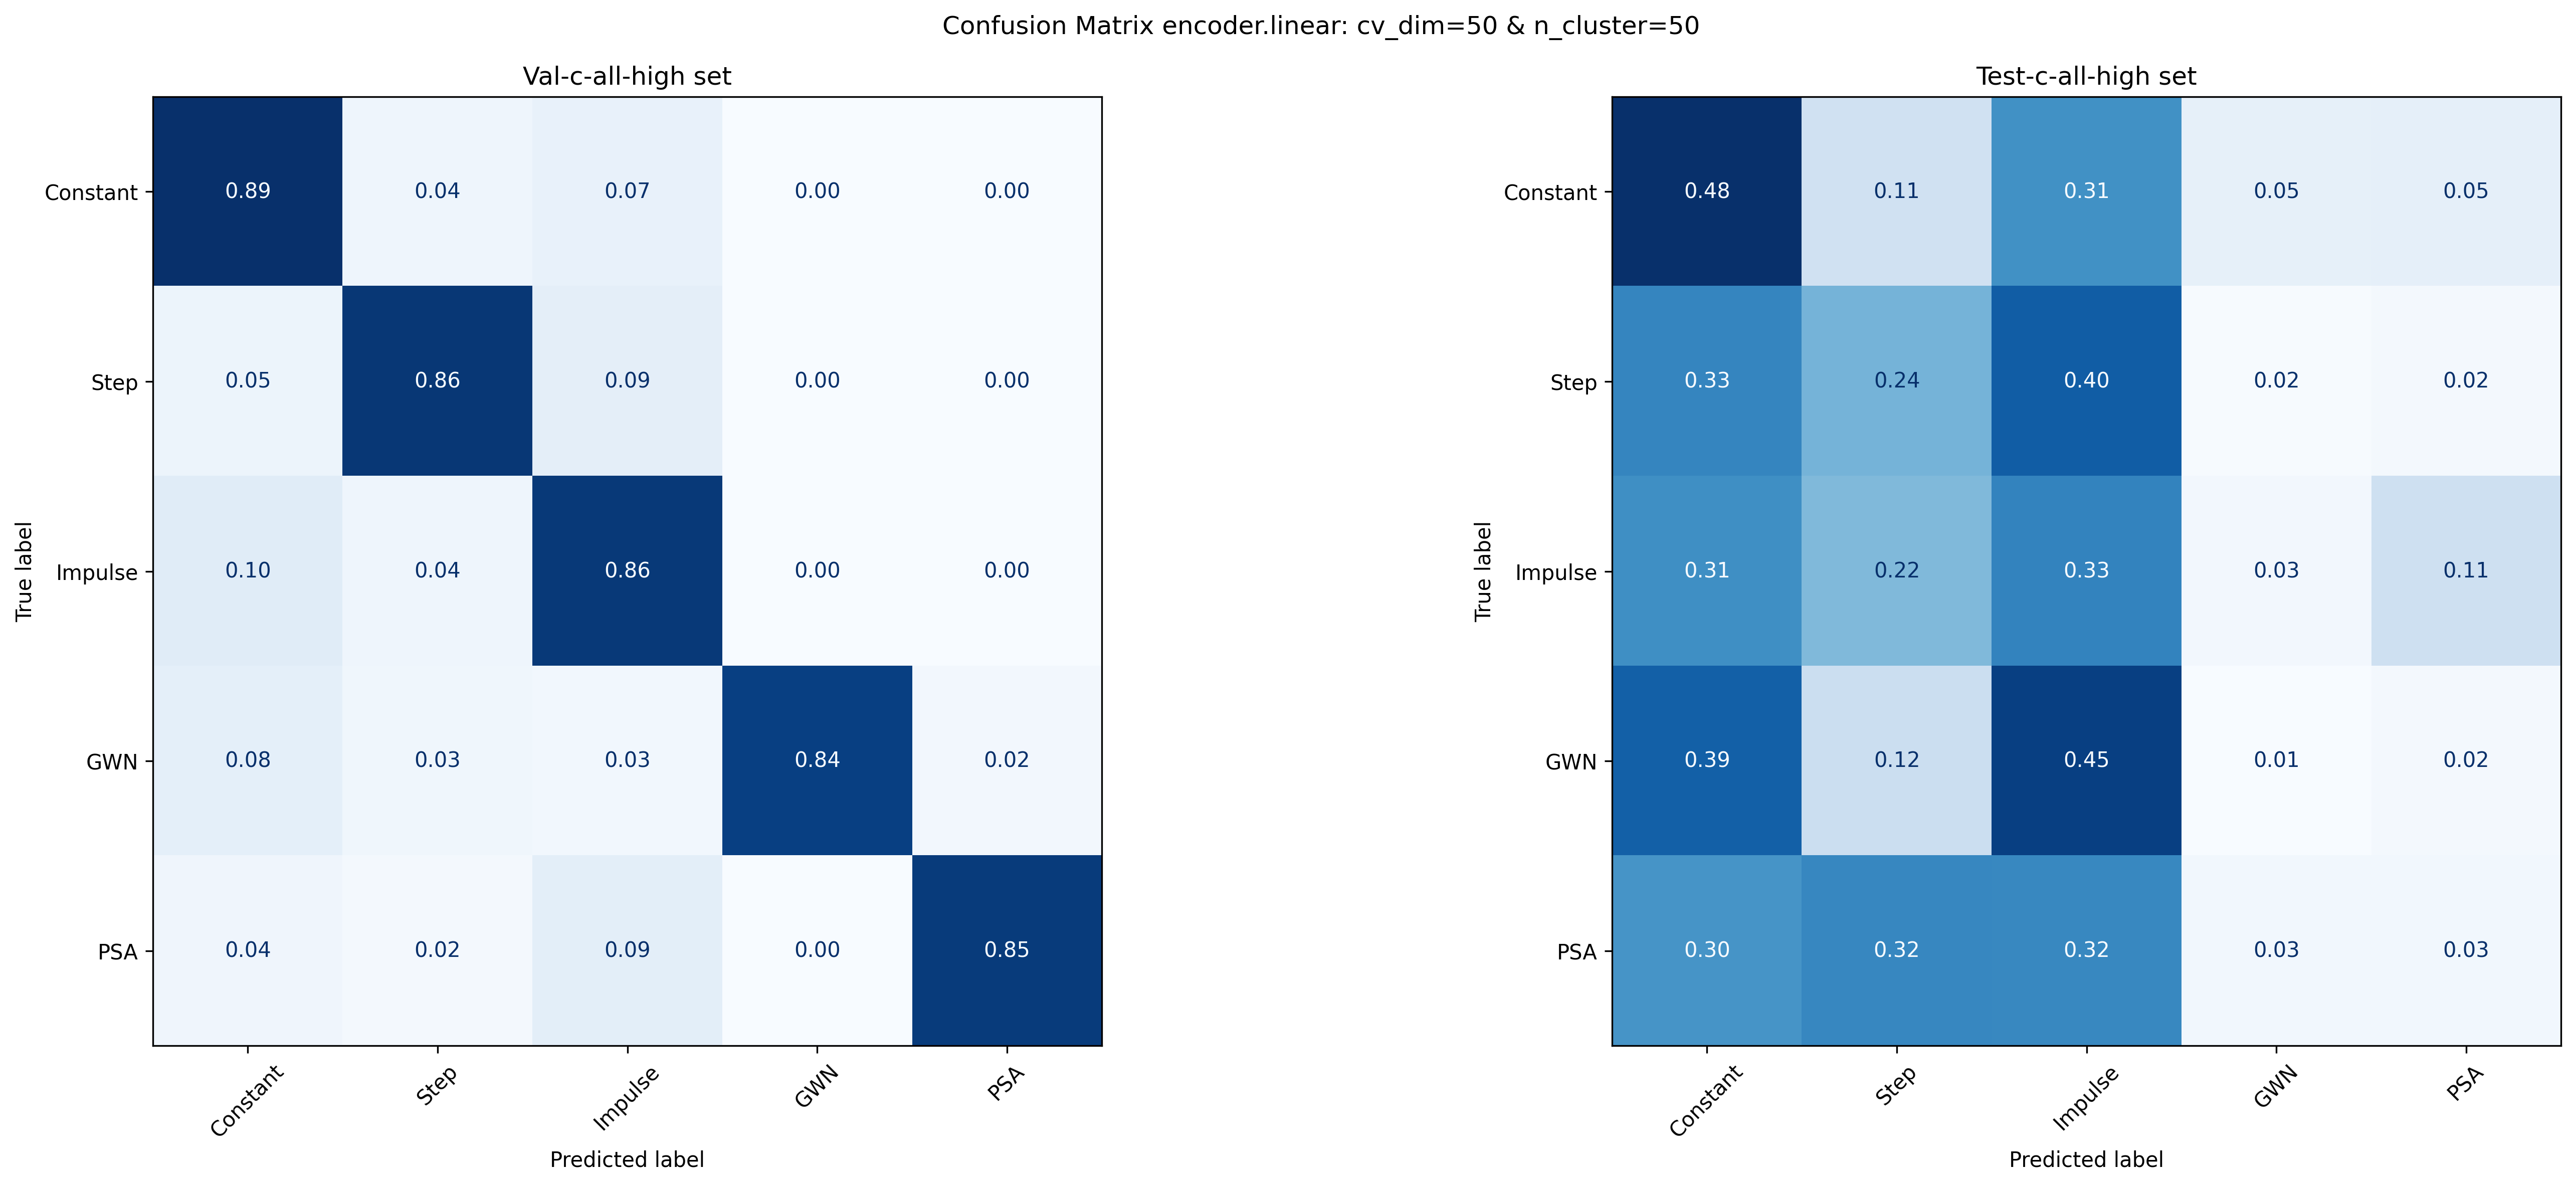 Confusion Matrix encoder.linear: cv_dim=50 & n_cluster=50
Val-c-all-high set
True label
Constant 0.89 0.04 0.07 0.00 0.00
Step 0.05 0.86 0.09 0.00 0.00
Impulse 0.10 0.04 0.86 0.00 0.00
GWN 0.08 0.03 0.03 0.84 0.02
PSA 0.04 0.02 0.09 0.00 0.85
Constant Step Impulse GWN PSA
Predicted label
Test-c-all-high set
True label
Constant 0.48 0.11 0.31 0.05 0.05
Step 0.33 0.24 0.40 0.02 0.02
Impulse 0.31 0.22 0.33 0.03 0.11
GWN 0.39 0.12 0.45 0.01 0.02
PSA 0.30 0.32 0.32 0.03 0.03
Constant Step Impulse GWN PSA
Predicted label